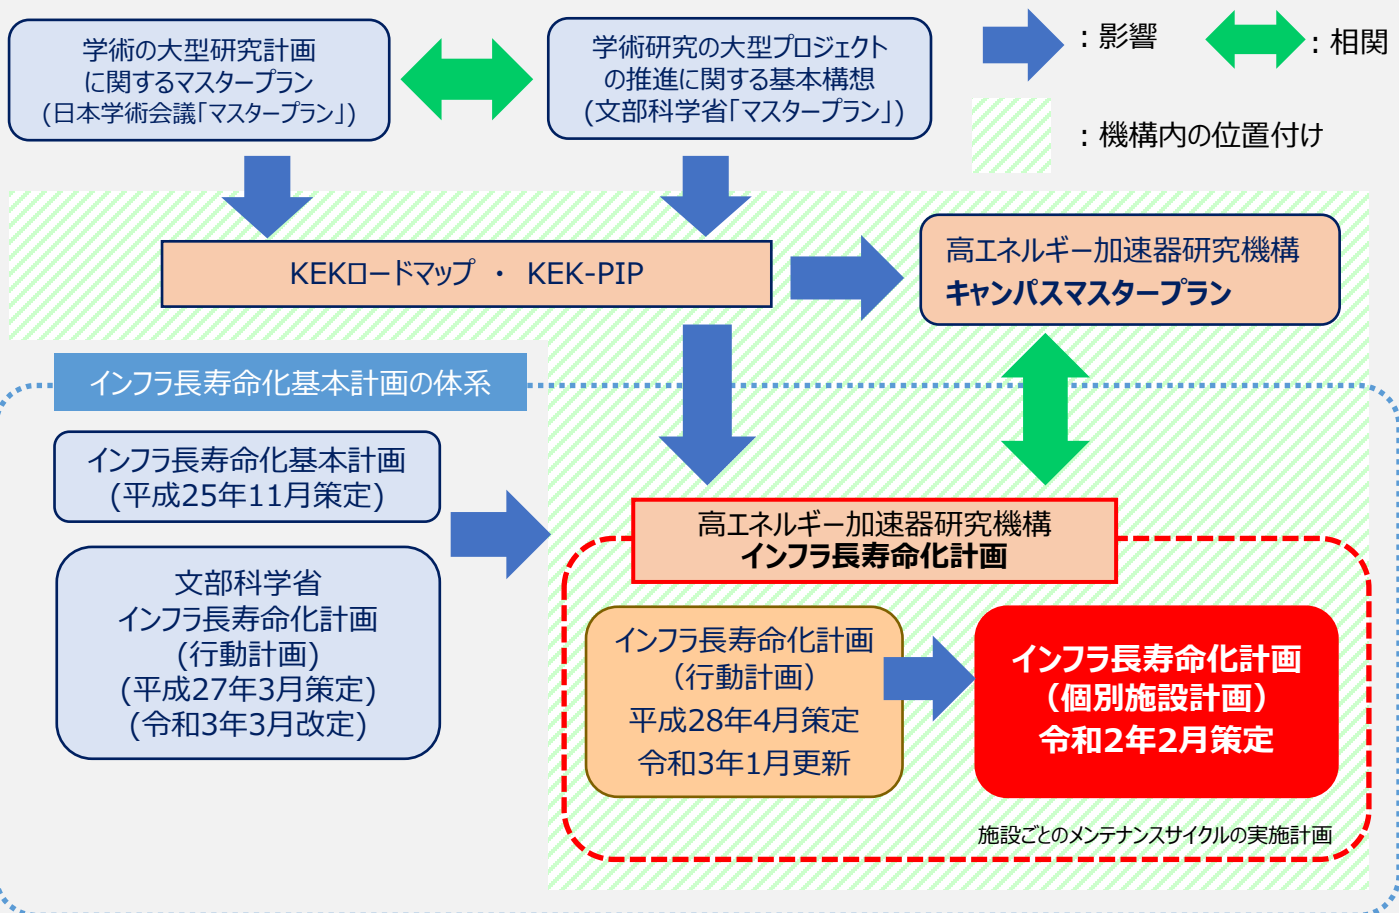 学術の大型研究計画
に関するマスタープラン
(日本学術会議「マスタープラン」)
学術研究の大型プロジェクト
の推進に関する基本構想
(文部科学省「マスタープラン」)
：影響
：相関
：機構内の位置付け
KEKロードマップ ・ KEK-PIP
高エネルギー加速器研究機構
キャンパスマスタープラン
インフラ長寿命化基本計画の体系
インフラ長寿命化基本計画
(平成25年11月策定)
文部科学省
インフラ長寿命化計画
(行動計画)
(平成27年3月策定)
(令和3年3月改定)
高エネルギー加速器研究機構
インフラ長寿命化計画
インフラ長寿命化計画
（行動計画）
平成28年4月策定
令和3年1月更新
インフラ長寿命化計画
（個別施設計画）
令和2年2月策定
施設ごとのメンテナンスサイクルの実施計画